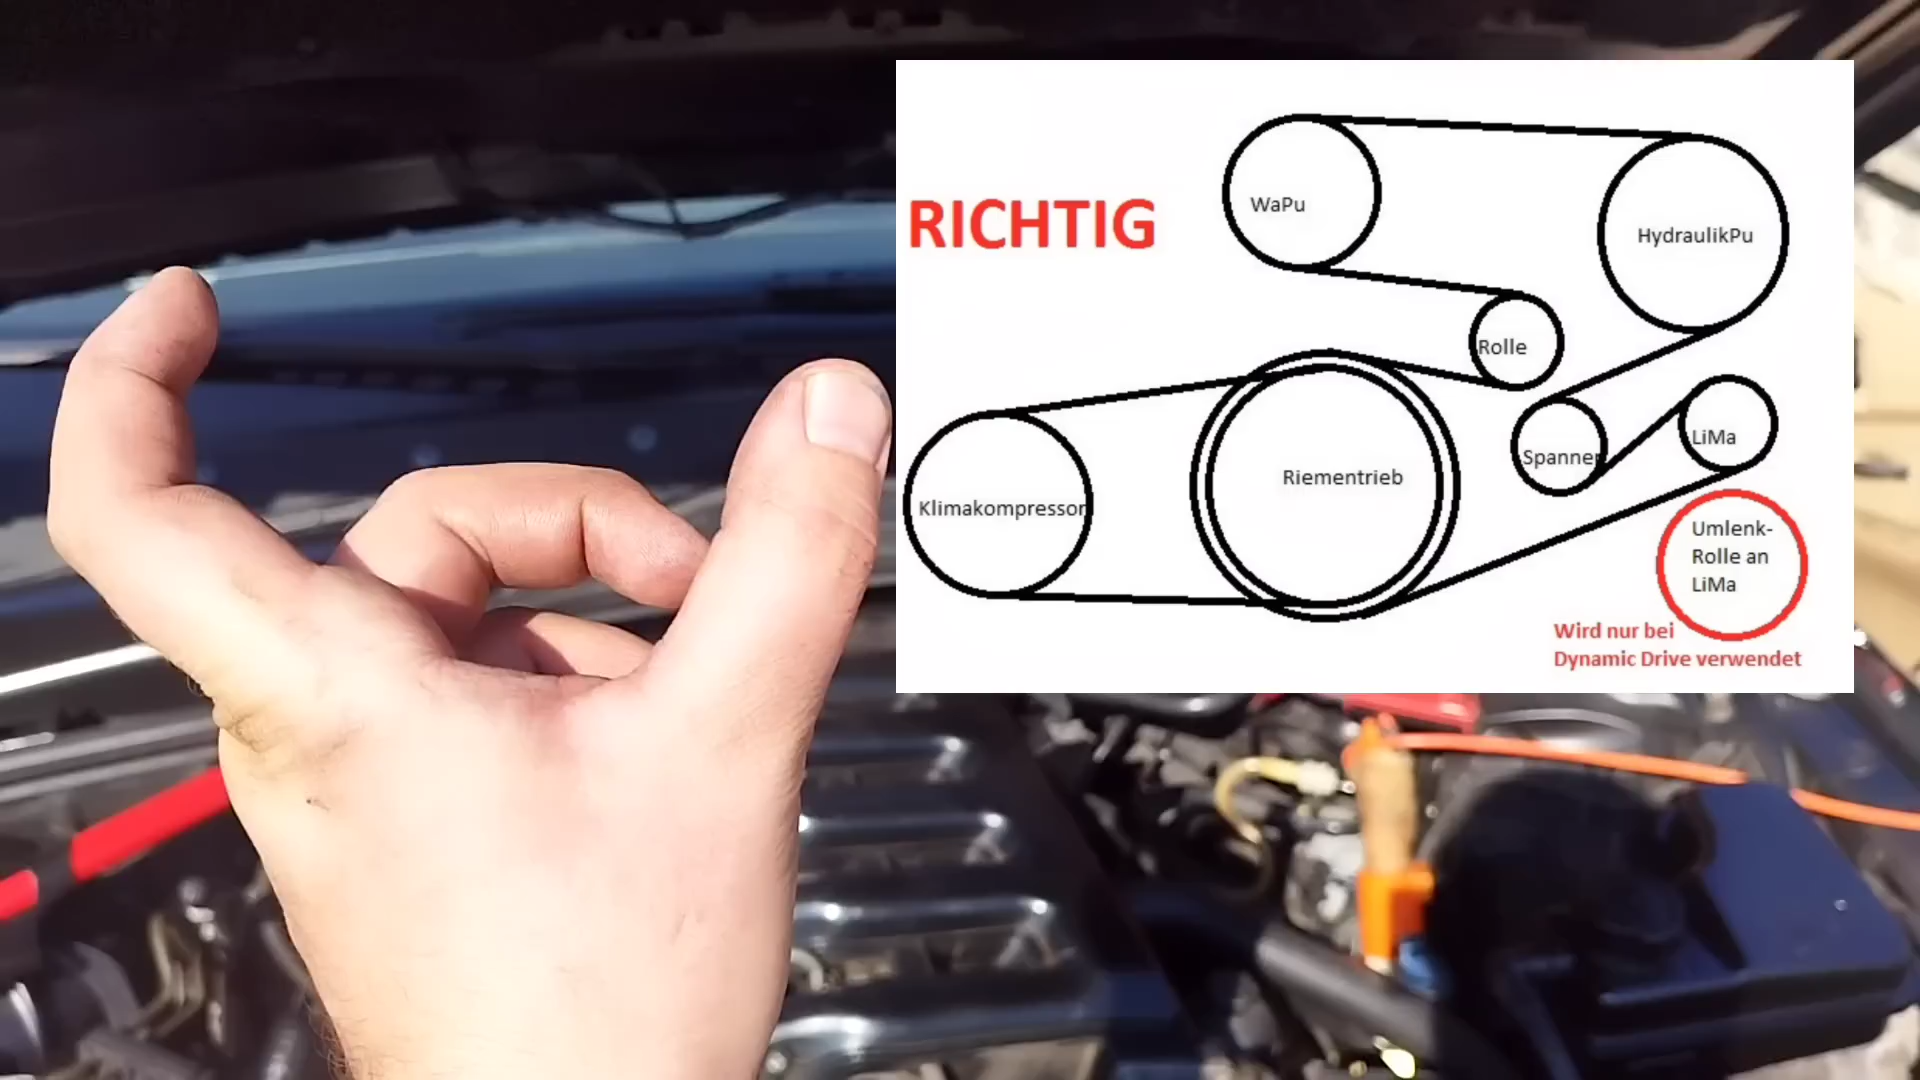 RICHTIG
WaPu
HydraulikPu
Rolle
Klimakompressor
Riementrieb
Spanner
LiMa
Umlenk-
Rolle an
LiMa
Wird nur bei
Dynamic Drive verwendet